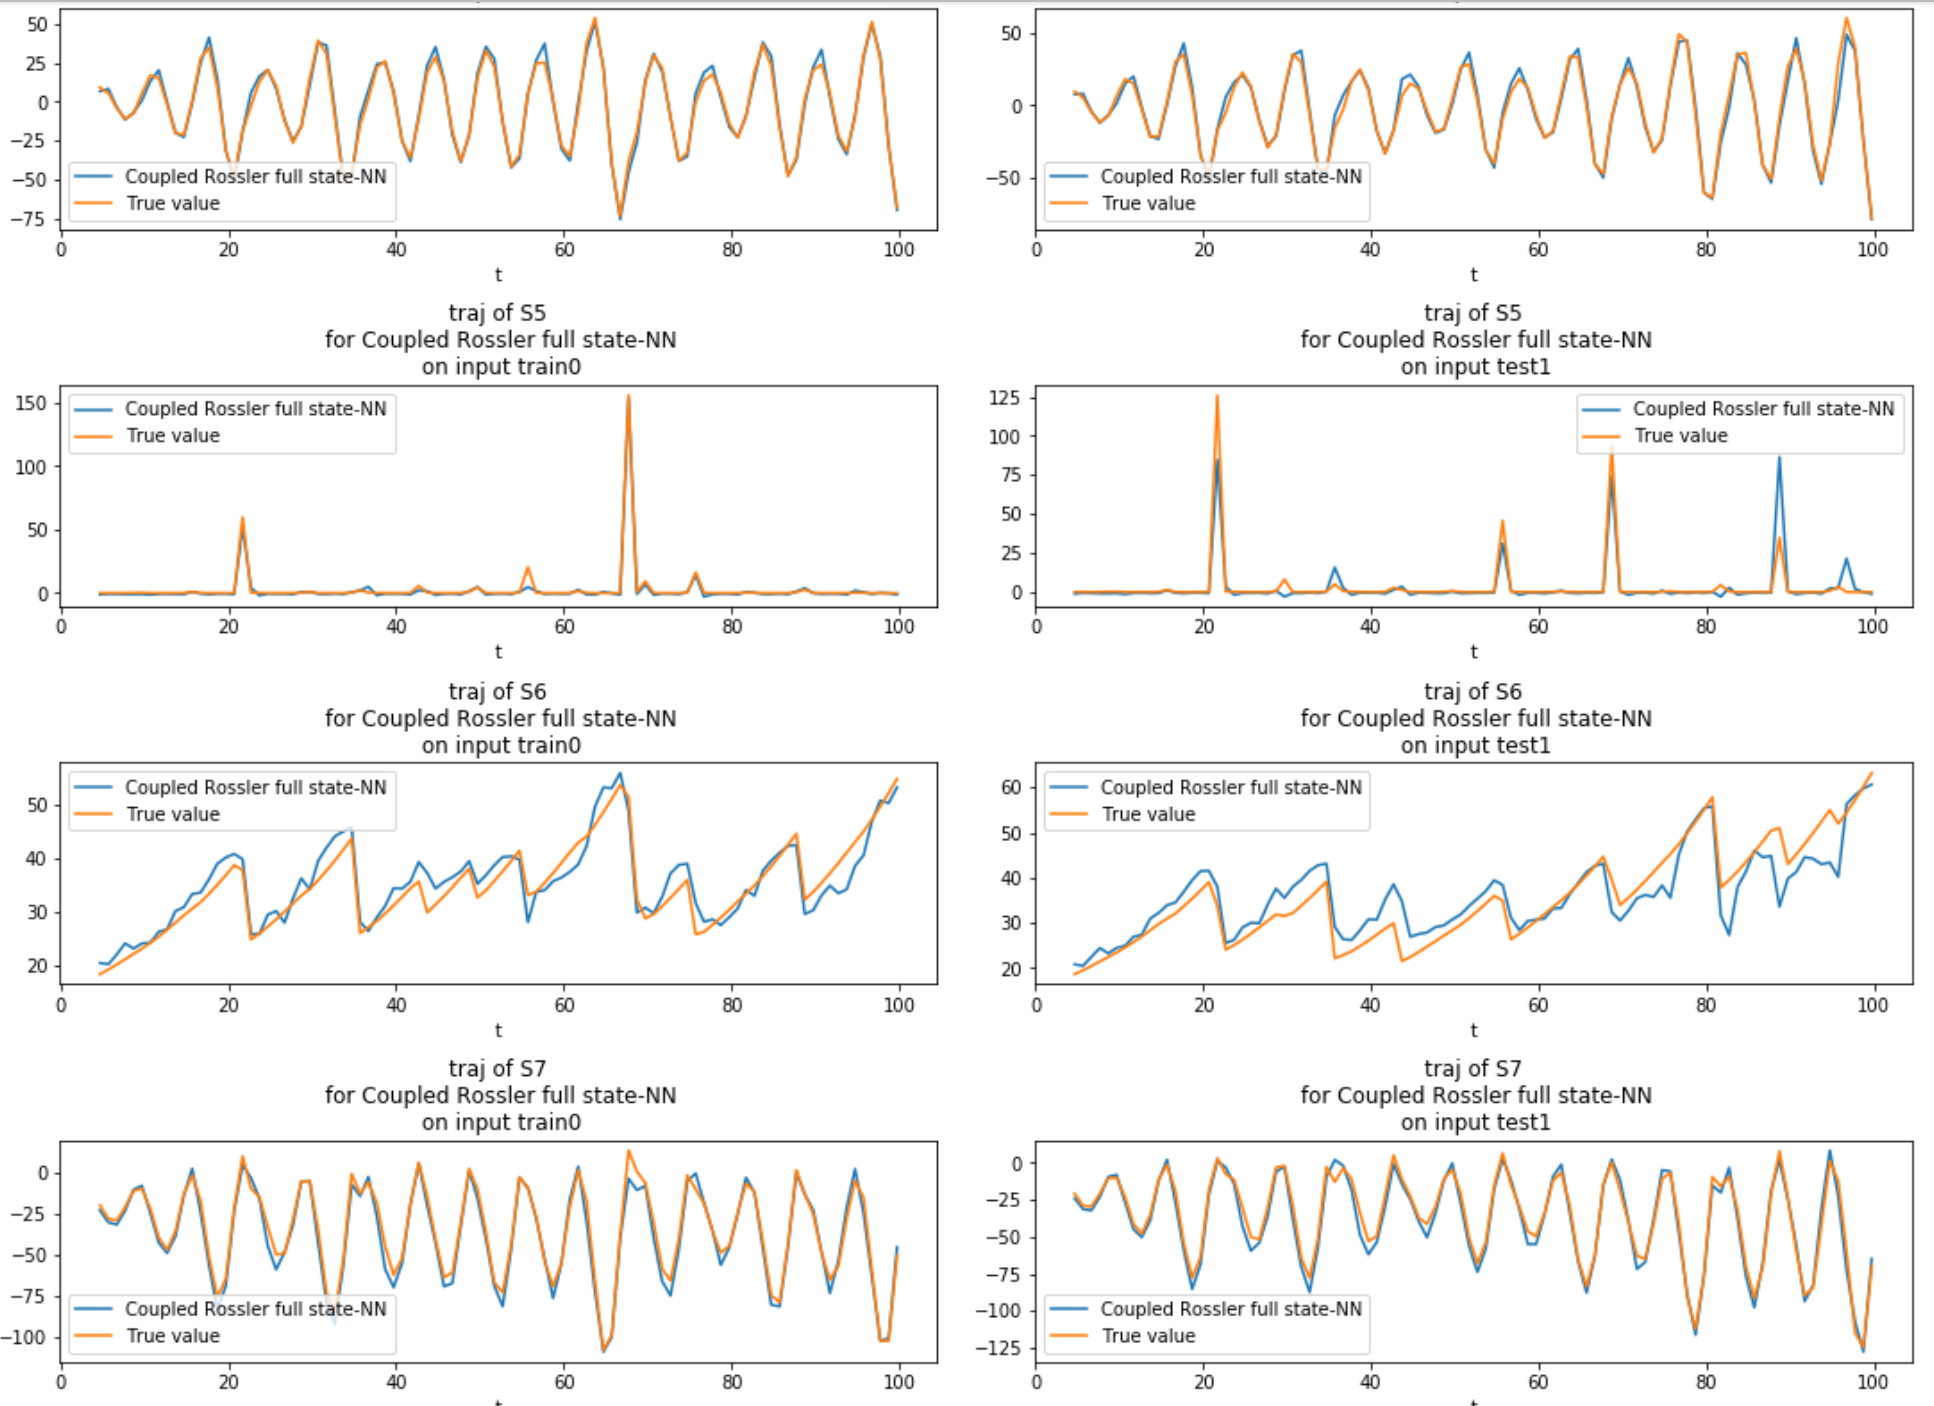 50
25
0
−25
−50
−75
Coupled Rossler full state-NN
True value
0 20 40 60 80 100
t
50
0
−50
Coupled Rossler full state-NN
True value
0 20 40 60 80 100
t
traj of S5
for Coupled Rossler full state-NN
on input train0
150
100
50
0
Coupled Rossler full state-NN
True value
0 20 40 60 80 100
t
traj of S5
for Coupled Rossler full state-NN
on input test1
125
100
75
50
25
0
Coupled Rossler full state-NN
True value
0 20 40 60 80 100
t
traj of S6
for Coupled Rossler full state-NN
on input train0
50
40
30
20
Coupled Rossler full state-NN
True value
0 20 40 60 80 100
t
traj of S6
for Coupled Rossler full state-NN
on input test1
60
50
40
30
20
Coupled Rossler full state-NN
True value
0 20 40 60 80 100
t
traj of S7
for Coupled Rossler full state-NN
on input train0
0
−25
−50
−75
−100
Coupled Rossler full state-NN
True value
0 20 40 60 80 100
traj of S7
for Coupled Rossler full state-NN
on input test1
0
−25
−50
−75
−100
−125
Coupled Rossler full state-NN
True value
0 20 40 60 80 100